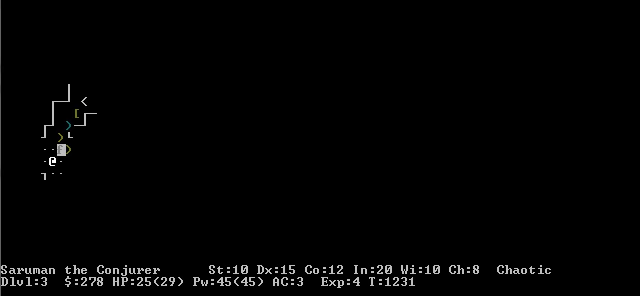 Saruman the Conjurer St:10 Dx:15 Co:12 In:20 Wi:10 Ch:8 Chaotic
Dlvl:3 $:278 HP:25(29) Pw:45(45) AC:3 Exp:4 T:1231